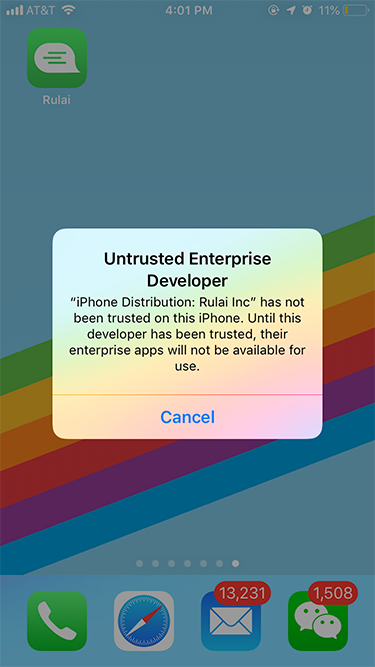 AT&T 4:01 PM 11%
Rulai
Untrusted Enterprise
Developer
“iPhone Distribution: Rulai Inc” has not
been trusted on this iPhone. Until this
developer has been trusted, their
enterprise apps will not be available for
use.
Cancel
13,231 1,508